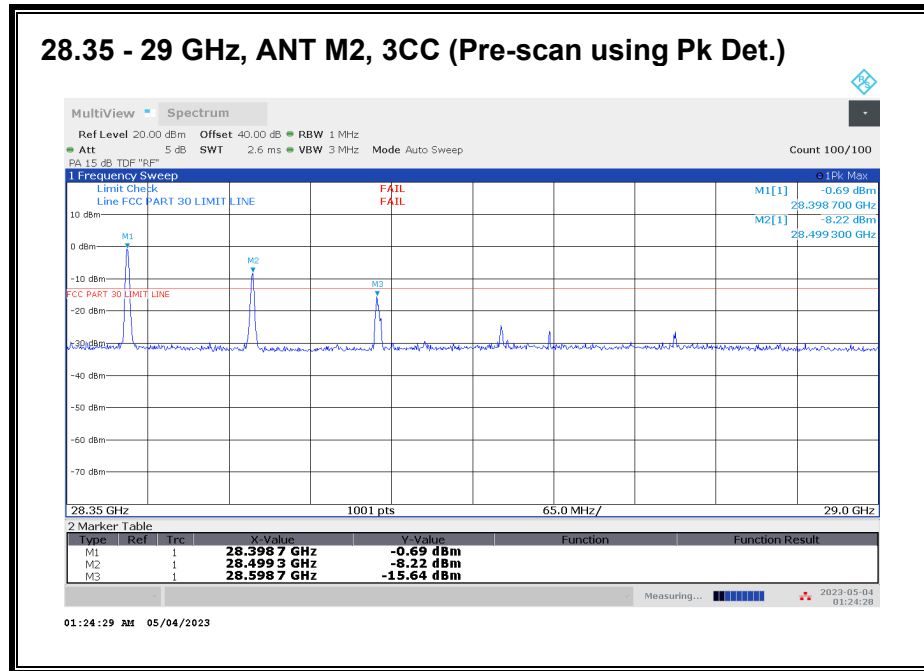 28.35 - 29 GHz, ANT M2, 3CC (Pre-scan using Pk Det.)
R S
MultiView Spectrum
Ref Level 20.00 dBm Offset 40.00 dB RBW 1 MHz
Att 5 dB SWT 2.6 ms VBW 3 MHz Mode Auto Sweep Count 100/100
PA 15 dB TDF "RF"
1 Frequency Sweep 1Pk Max
Limit Check FAIL M1[1] -0.69 dBm
Line FCC PART 30 LIMIT LINE FAIL 28.398 700 GHz
10 dBm M2[1] -8.22 dBm
28.499 300 GHz
M1
0 dBm
M2
-10 dBm
M3
FCC PART 30 LIMIT LINE
-20 dBm
-30 dBm
-40 dBm
-50 dBm
-60 dBm
-70 dBm
28.35 GHz 1001 pts 65.0 MHz/ 29.0 GHz
2 Marker Table
Type Ref Trc X-Value Y-Value Function Function Result
M1 1 28.398 7 GHz -0.69 dBm
M2 1 28.499 3 GHz -8.22 dBm
M3 1 28.598 7 GHz -15.64 dBm
Measuring... 2023-05-04
01:24:28
01:24:29 AM 05/04/2023